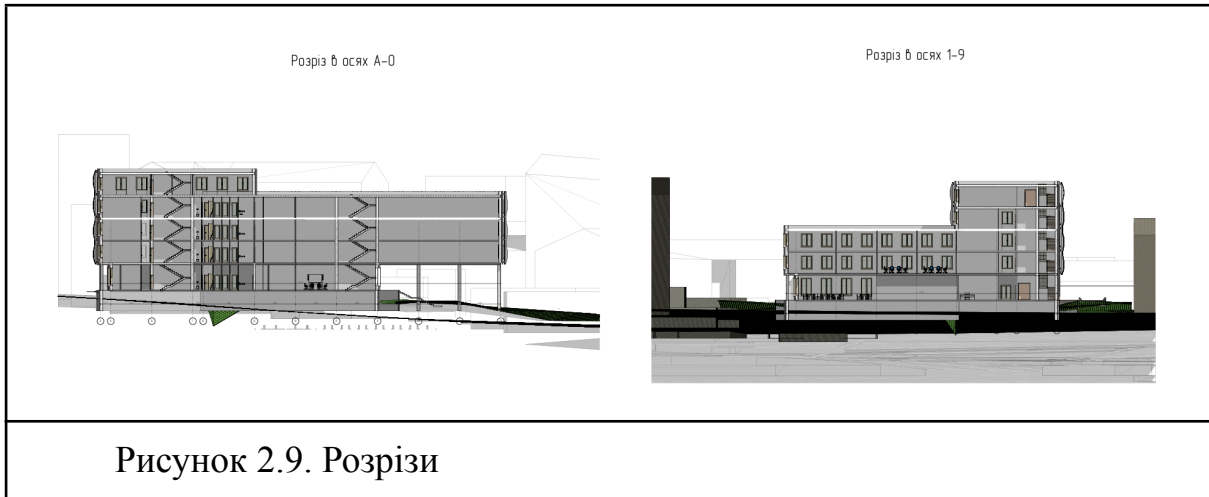 Розріз в осях А-О
Розріз в осях 1-9
Рисунок 2.9. Розрізи